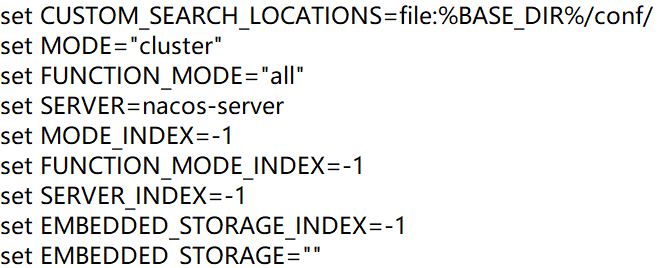 set CUSTOM_SEARCH_LOCATIONS=file:%BASE_DIR%/conf/
set MODE="cluster"
set FUNCTION_MODE="all"
set SERVER=nacos-server
set MODE_INDEX=-1
set FUNCTION_MODE_INDEX=-1
set SERVER_INDEX=-1
set EMBEDDED_STORAGE_INDEX=-1
set EMBEDDED_STORAGE=""